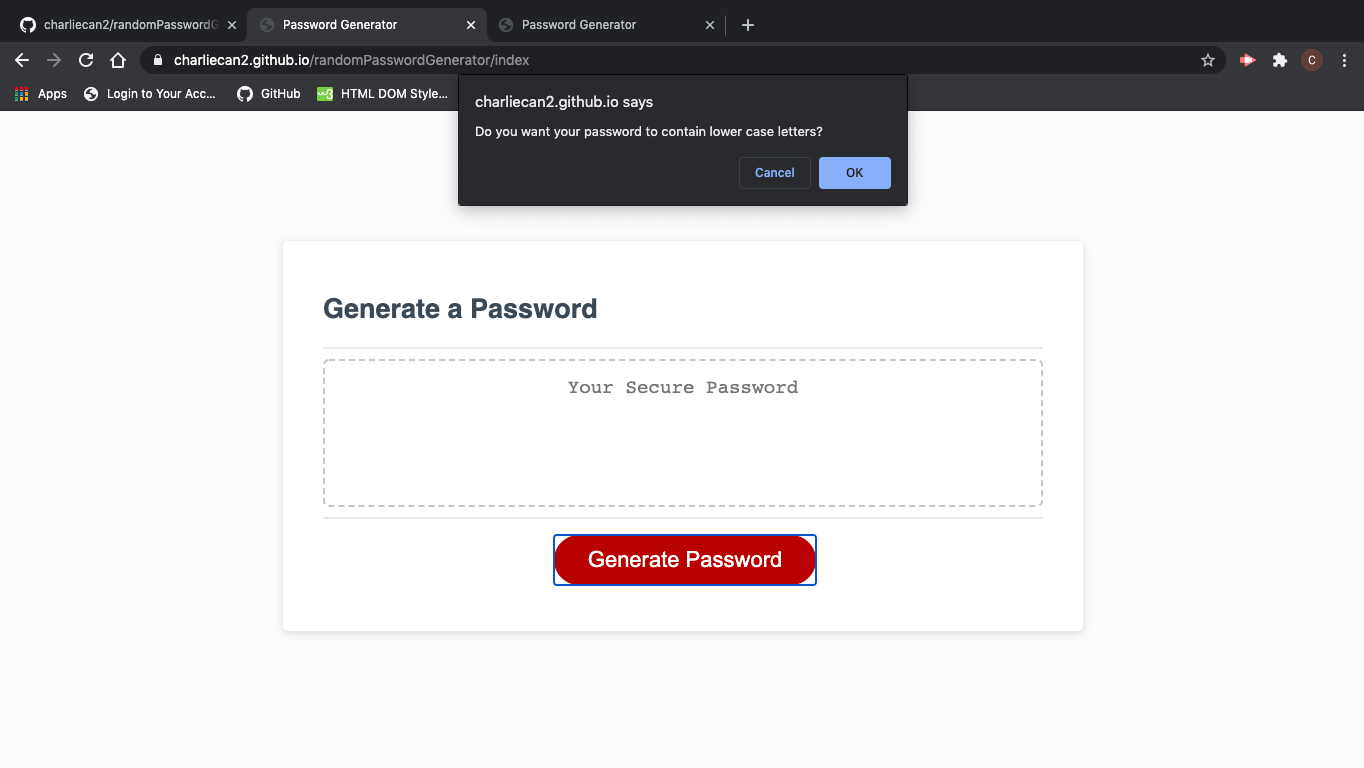 charliecan2/randomPasswordG
Password Generator
Password Generator
charliecan2.github.io/randomPasswordGenerator/index
C
Apps
Login to Your Acc...
GitHub
HTML DOM Style...
charliecan2.github.io says
Do you want your password to contain lower case letters?
Cancel
OK
Generate a Password
Your Secure Password
Generate Password